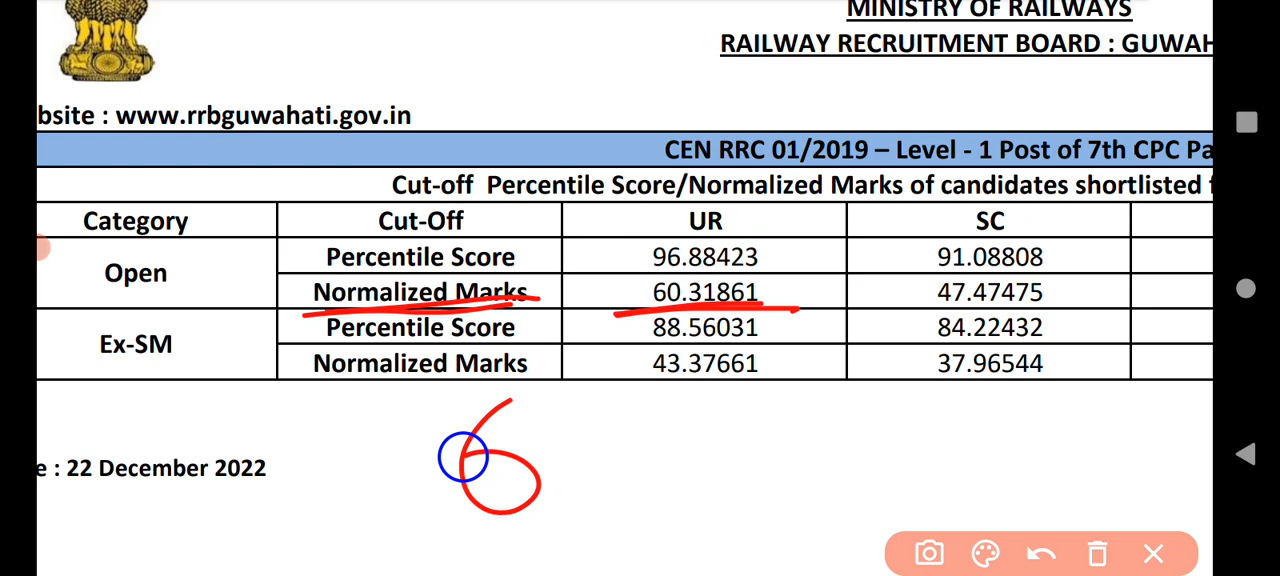 MINISTRY OF RAILWAYS
RAILWAY RECRUITMENT BOARD : GUWAH
bsite : www.rrbguwahati.gov.in
CEN RRC 01/2019 – Level - 1 Post of 7th CPC Pa
Cut-off Percentile Score/Normalized Marks of candidates shortlisted f
Category Cut-Off UR SC
Open Percentile Score 96.88423 91.08808
Normalized Marks 60.31861 47.47475
Ex-SM Percentile Score 88.56031 84.22432
Normalized Marks 43.37661 37.96544
6
e : 22 December 2022